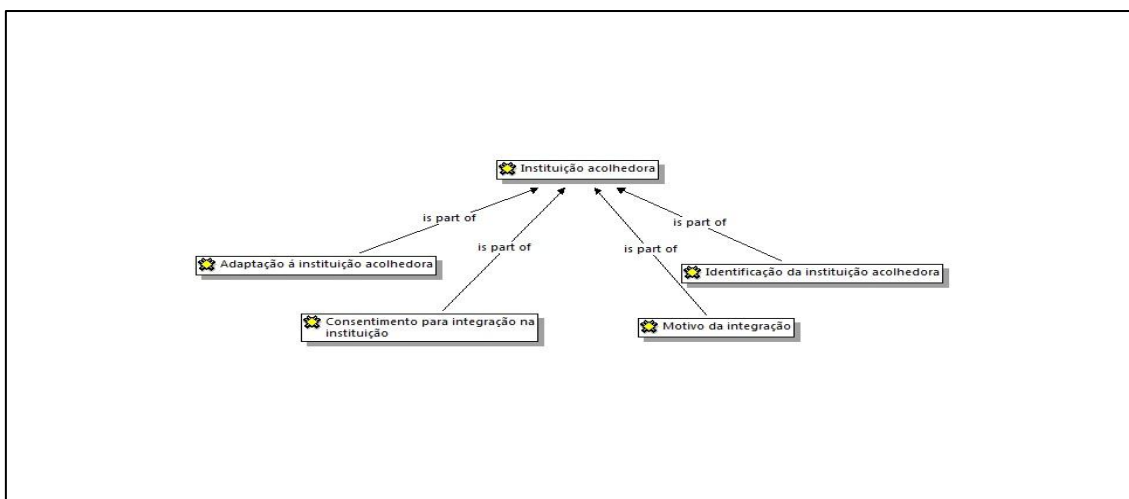 Instituição acolhedora
is part of
is part of
is part of
is part of
Adaptação á instituição acolhedora
Identificação da instituição acolhedora
Consentimento para integração na
instituição
Motivo da integração